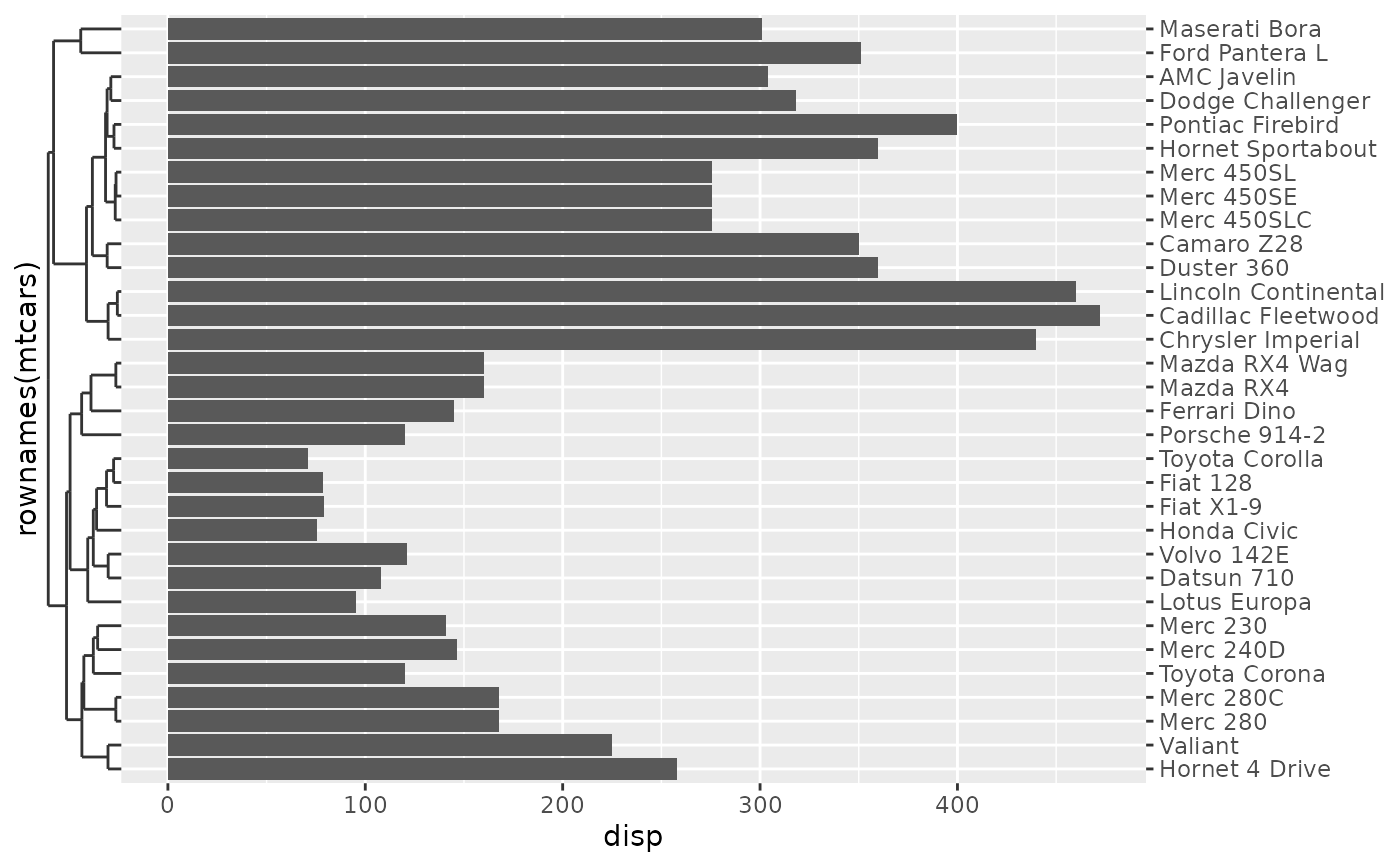 rownames(mtcars)
Maserati Bora
Ford Pantera L
AMC Javelin
Dodge Challenger
Pontiac Firebird
Hornet Sportabout
Merc 450SL
Merc 450SE
Merc 450SLC
Camaro Z28
Duster 360
Lincoln Continental
Cadillac Fleetwood
Chrysler Imperial
Mazda RX4 Wag
Mazda RX4
Ferrari Dino
Porsche 914-2
Toyota Corolla
Fiat 128
Fiat X1-9
Honda Civic
Volvo 142E
Datsun 710
Lotus Europa
Merc 230
Merc 240D
Toyota Corona
Merc 280C
Merc 280
Valiant
Hornet 4 Drive
0 100 200 300 400
disp